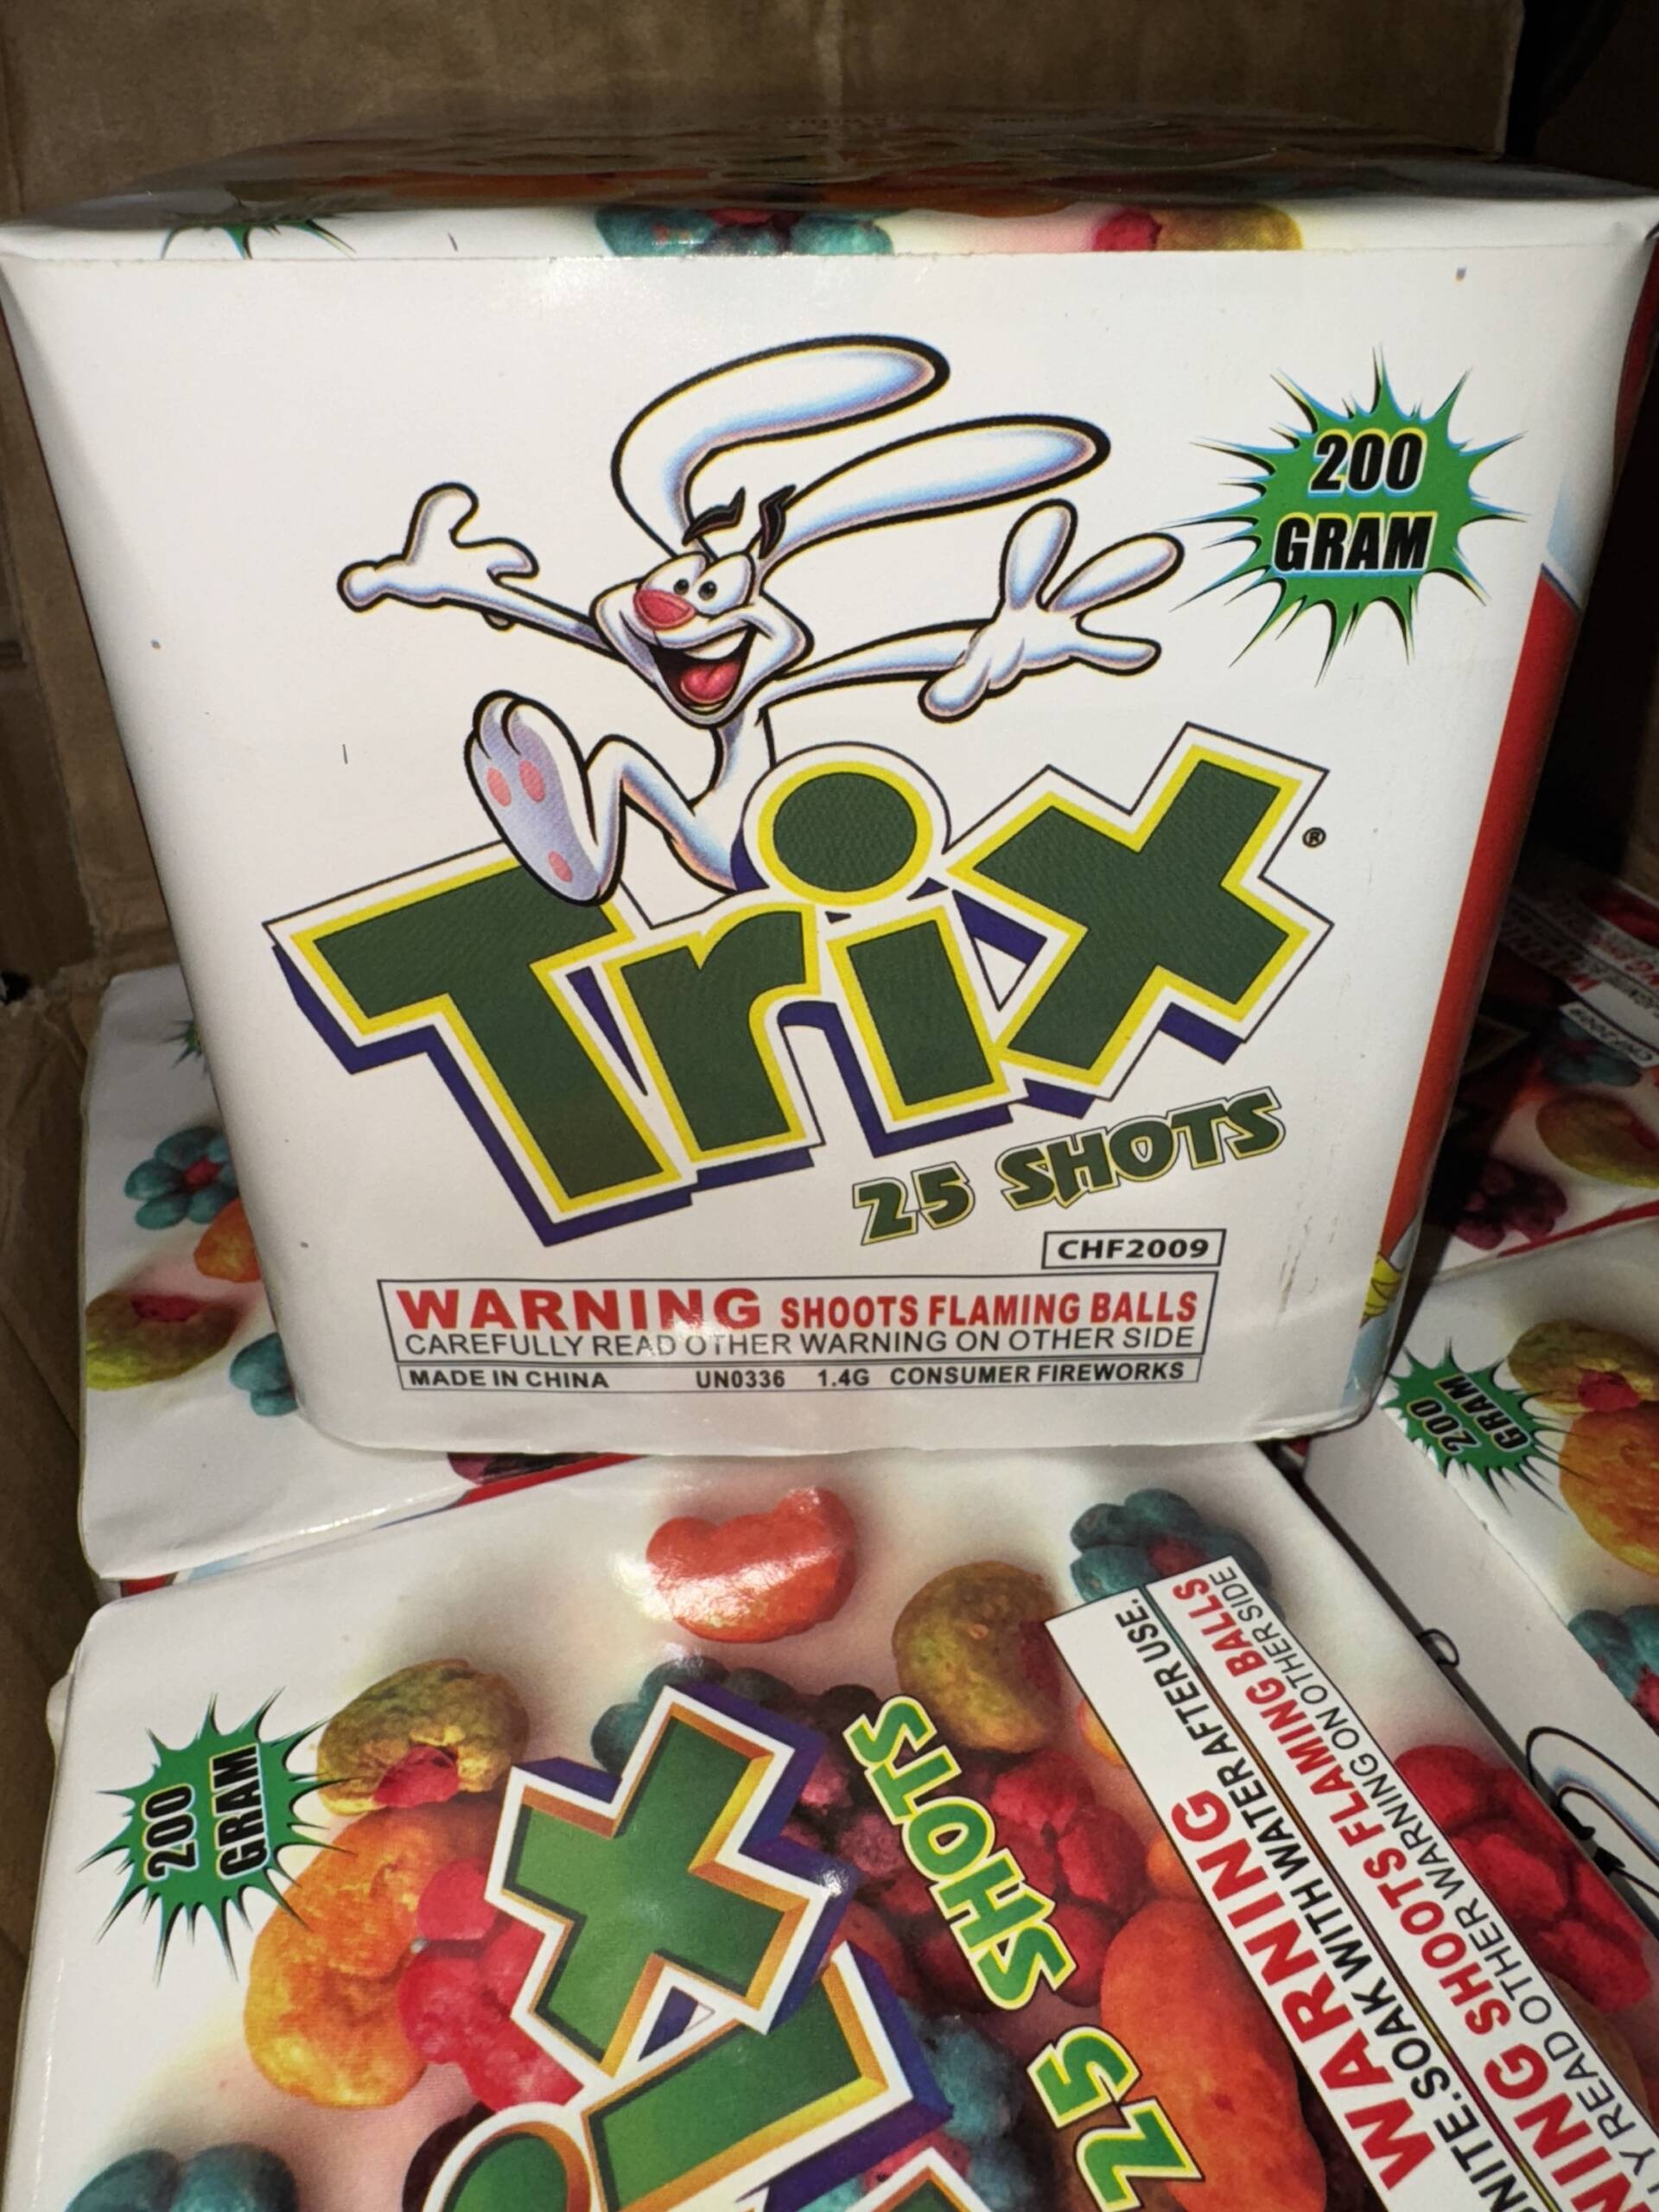 200
GRAM
Trix®
25 SHOTS
CHF2009
WARNING SHOOTS FLAMING BALLS
CAREFULLY READ OTHER WARNING ON OTHER SIDE
MADE IN CHINA UN0336 1.4G CONSUMER FIREWORKS
200
GRAM
200
GRAM
25 SHOTS
WARNING
SOAK WITH WATER AFTER USE.
WARNING SHOOTS FLAMING BALLS
READ OTHER WARNING ON OTHER SIDE